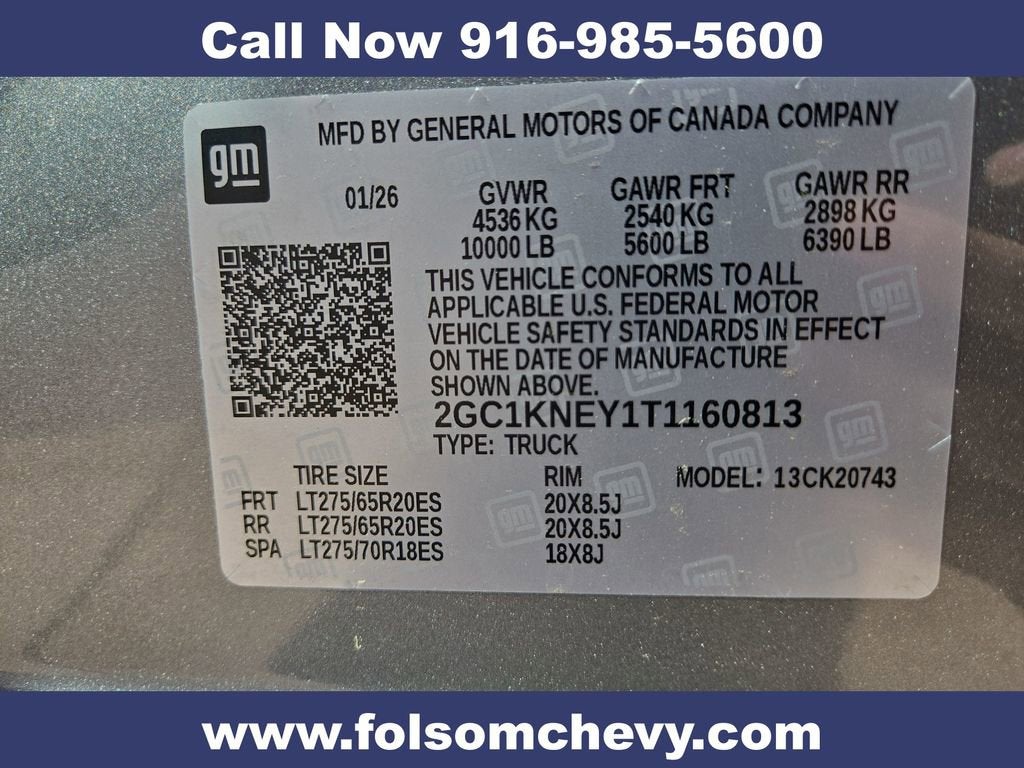 Call Now 916-985-5600
gm
MFD BY GENERAL MOTORS OF CANADA COMPANY
01/26
GVWR GAWR FRT GAWR RR
4536 KG 2540 KG 2898 KG
10000 LB 5600 LB 6390 LB
THIS VEHICLE CONFORMS TO ALL
APPLICABLE U.S. FEDERAL MOTOR
VEHICLE SAFETY STANDARDS IN EFFECT
ON THE DATE OF MANUFACTURE
SHOWN ABOVE.
2GC1KNEY1T1160813
TYPE: TRUCK
TIRE SIZE RIM MODEL: 13CK20743
FRT LT275/65R20ES 20X8.5J
RR LT275/65R20ES 20X8.5J
SPA LT275/70R18ES 18X8J
www.folsomchevy.com